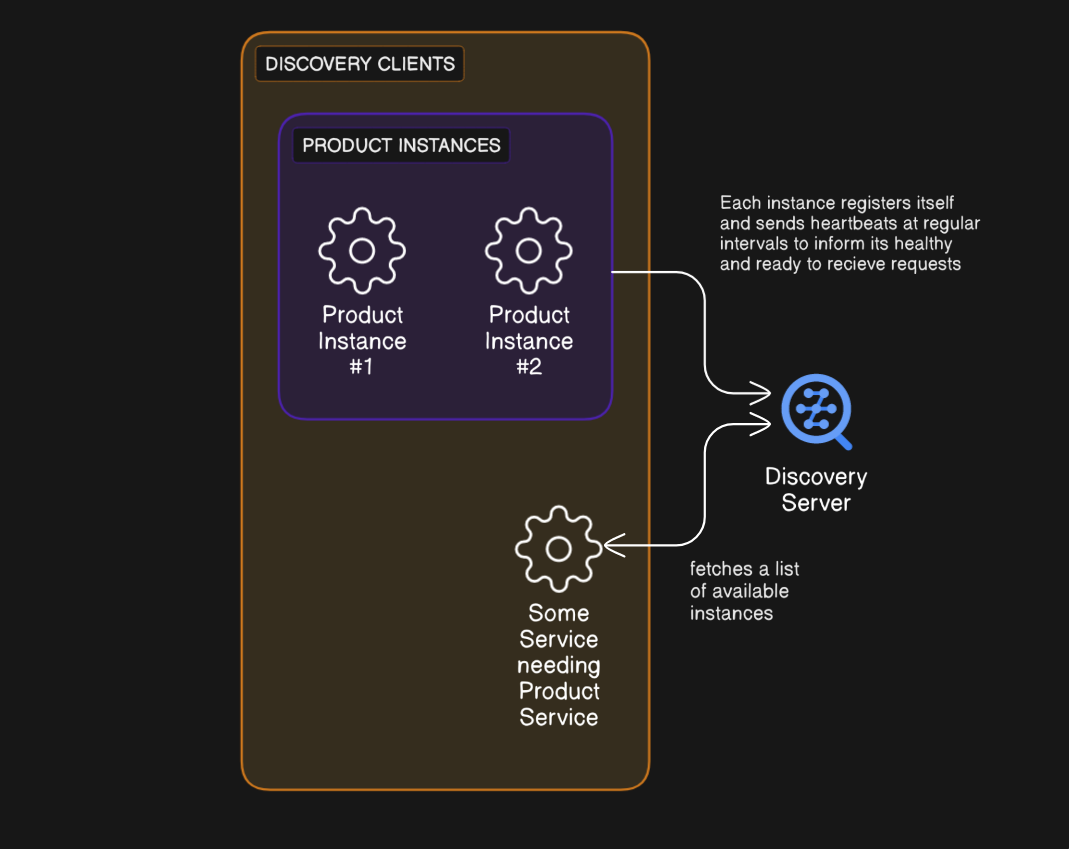 DISCOVERY CLIENTS
PRODUCT INSTANCES
Product
Instance
#1
Product
Instance
#2
Each instance registers itself
and sends heartbeats at regular
intervals to inform its healthy
and ready to recieve requests
Discovery
Server
fetches a list
of available
instances
Some
Service
needing
Product
Service